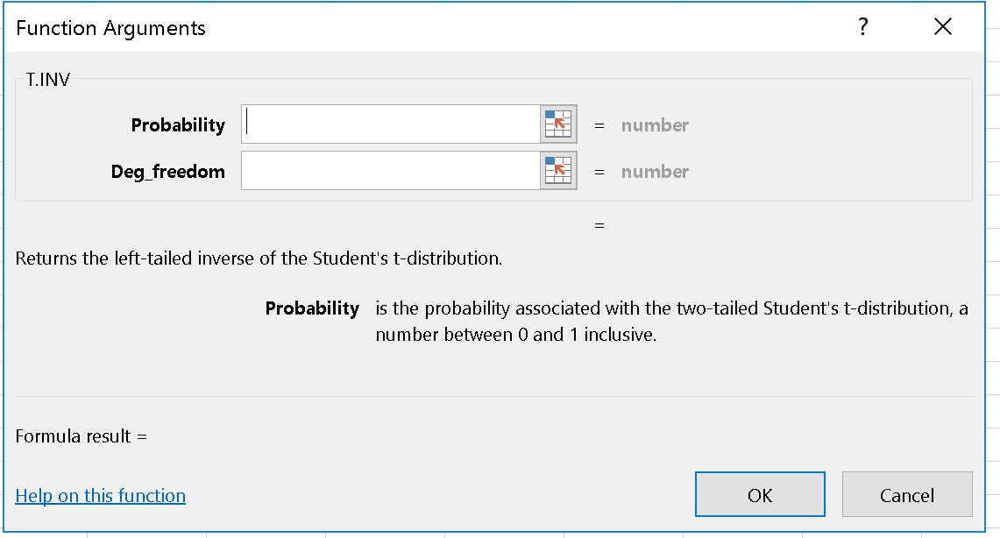 Function Arguments ? ×
T.INV
Probability = number
Deg_freedom = number
=
Returns the left-tailed inverse of the Student's t-distribution.
Probability is the probability associated with the two-tailed Student's t-distribution, a
number between 0 and 1 inclusive.
Formula result =
Help on this function OK Cancel